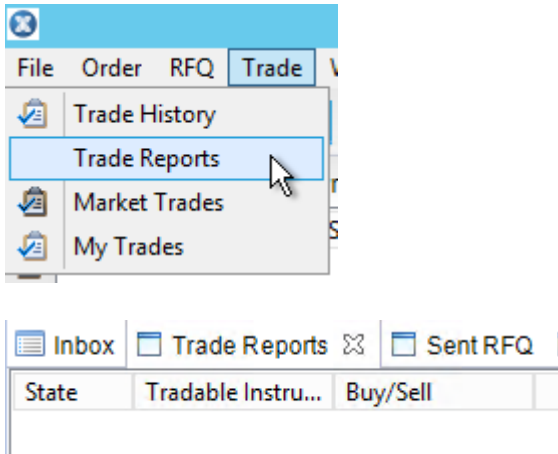 File Order RFQ Trade
Trade History
Trade Reports
Market Trades
My Trades
Inbox Trade Reports Sent RFQ
State Tradable Instru... Buy/Sell